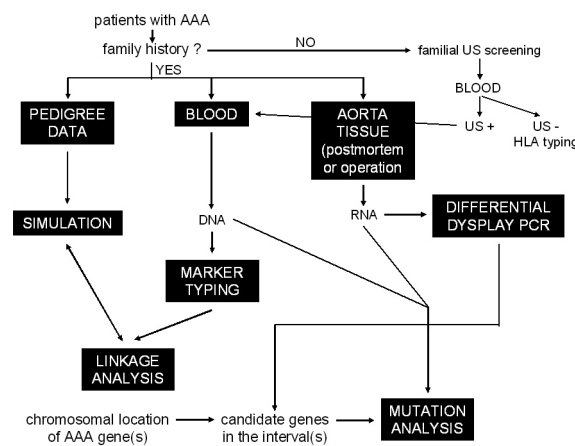 patients with AAA
family history ?
NO
familial US screening
YES
BLOOD
PEDIGREE
DATA
BLOOD
AORTA
TISSUE
(postmortem
or operation
US +
US -
HLA typing
SIMULATION
DNA
RNA
DIFFERENTIAL
DYSPLAY PCR
MARKER
TYPING
LINKAGE
ANALYSIS
chromosomal location
of AAA gene(s)
candidate genes
in the interval(s)
MUTATION
ANALYSIS